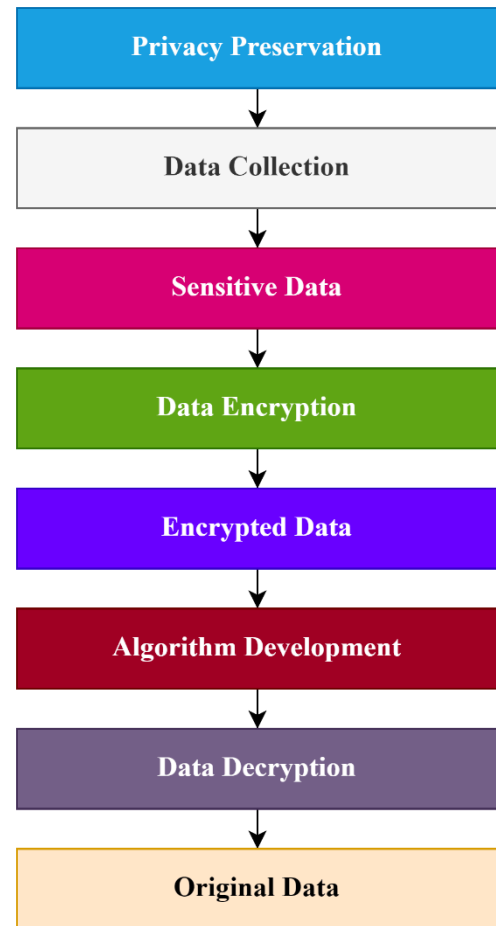 Privacy Preservation
Data Collection
Sensitive Data
Data Encryption
Encrypted Data
Algorithm Development
Data Decryption
Original Data